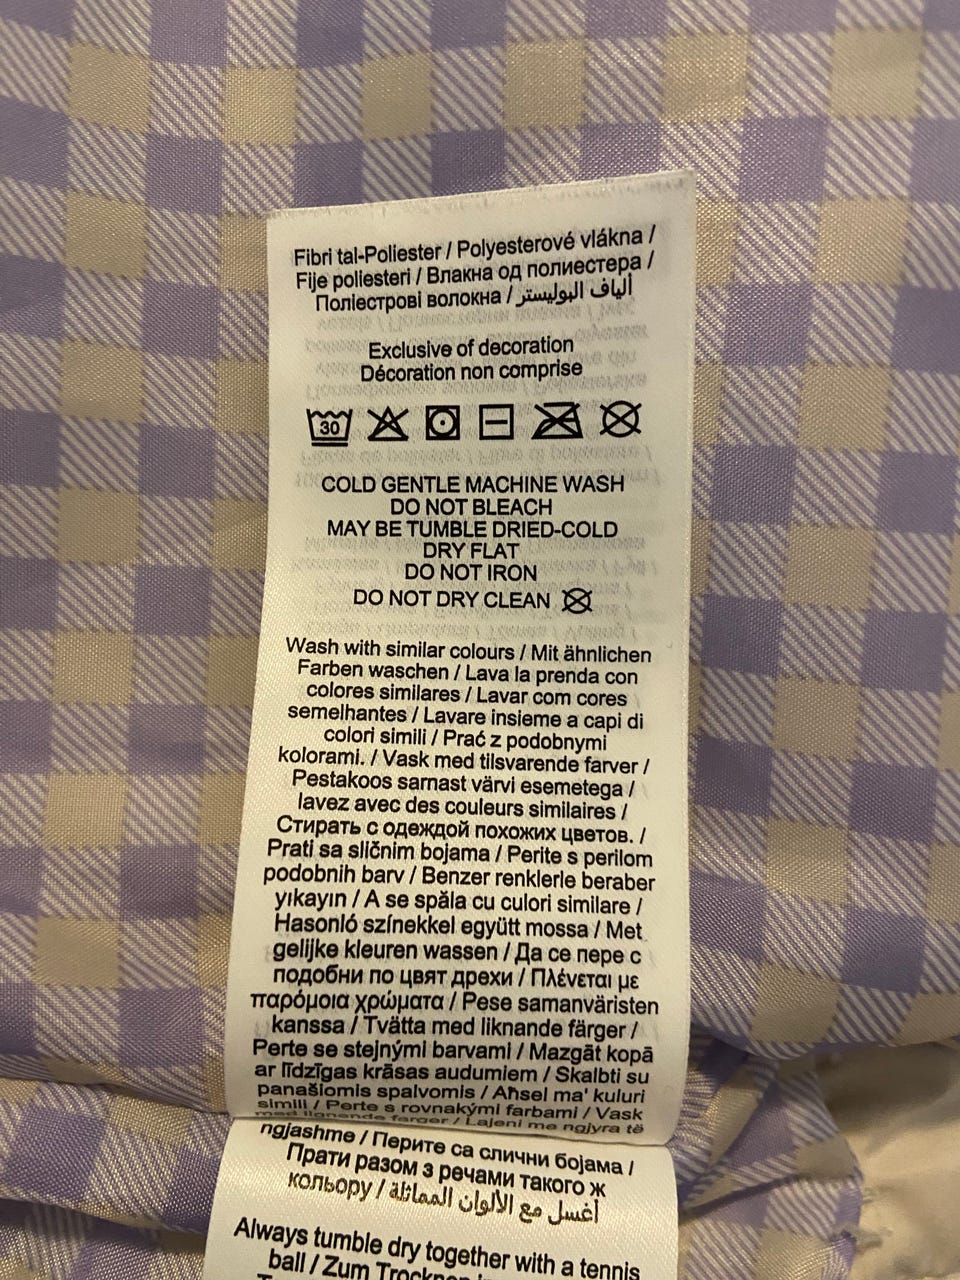 Fibri tal-Poliester / Polyesterové vlákna /
Fije poliesteri / Влакна од полиестера /
Поліестрові волокна / ألياف البوليستر
Exclusive of decoration
Décoration non comprise
30
COLD GENTLE MACHINE WASH
DO NOT BLEACH
MAY BE TUMBLE DRIED-COLD
DRY FLAT
DO NOT IRON
DO NOT DRY CLEAN
Wash with similar colours / Mit ähnlichen
Farben waschen / Lava la prenda con
colores similares / Lavar com cores
semelhantes / Lavare insieme a capi di
colori simili / Prać z podobnymi
kolorami. / Vask med tilsvarende farver /
Pestakoos sarnast värvi esemetega /
lavez avec des couleurs similaires /
Стирать с одеждой похожих цветов. /
Prati sa sličnim bojama / Perite s perilom
podobnih barv / Benzer renklerle beraber
yıkayın / A se spăla cu culori similare /
Hasonló színekkel együtt mossa / Met
gelijke kleuren wassen / Да се пере с
подобни по цвят дрехи / Πλένεται με
παρόμοια χρώματα / Pese samanväristen
kanssa / Tvätta med liknande färger /
Perte se stejnými barvami / Mazgāt kopā
ar līdzīgas krāsas audumiem / Skalbti su
panašiomis spalvomis / Aħsel ma' kuluri
simili / Perte s rovnakými farbami / Vask
med lignende farger / Lajeni me ngjyra të
ngjashme / Перите са слични бојама /
Прати разом з речами такого ж
кольору / أغسل مع الألوان المماثلة
Always tumble dry together with a tennis
ball / Zum Trocknen